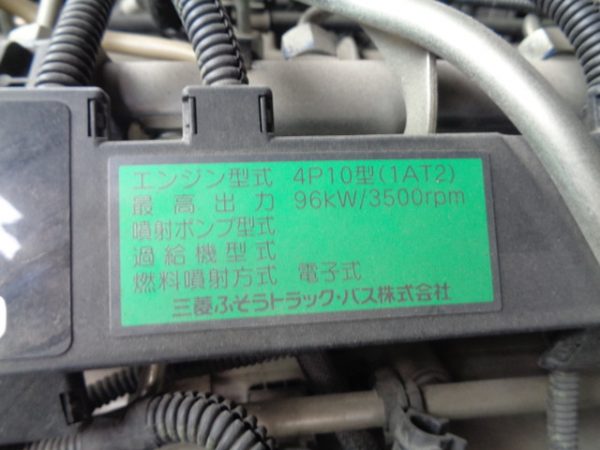 エンジン型式 4P10型(1AT2)
最高出力 96kW/3500rpm
噴射ポンプ型式
過給機型式
燃料噴射方式 電子式
三菱ふそうトラック・バス株式会社